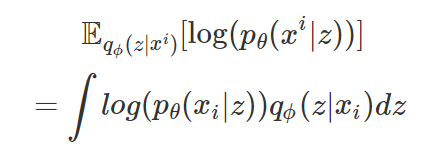 𝔼_{q_ϕ(z|x^i)}[log(p_θ(x^i|z))]
= ∫ log(p_θ(x_i|z))q_ϕ(z|x_i)dz